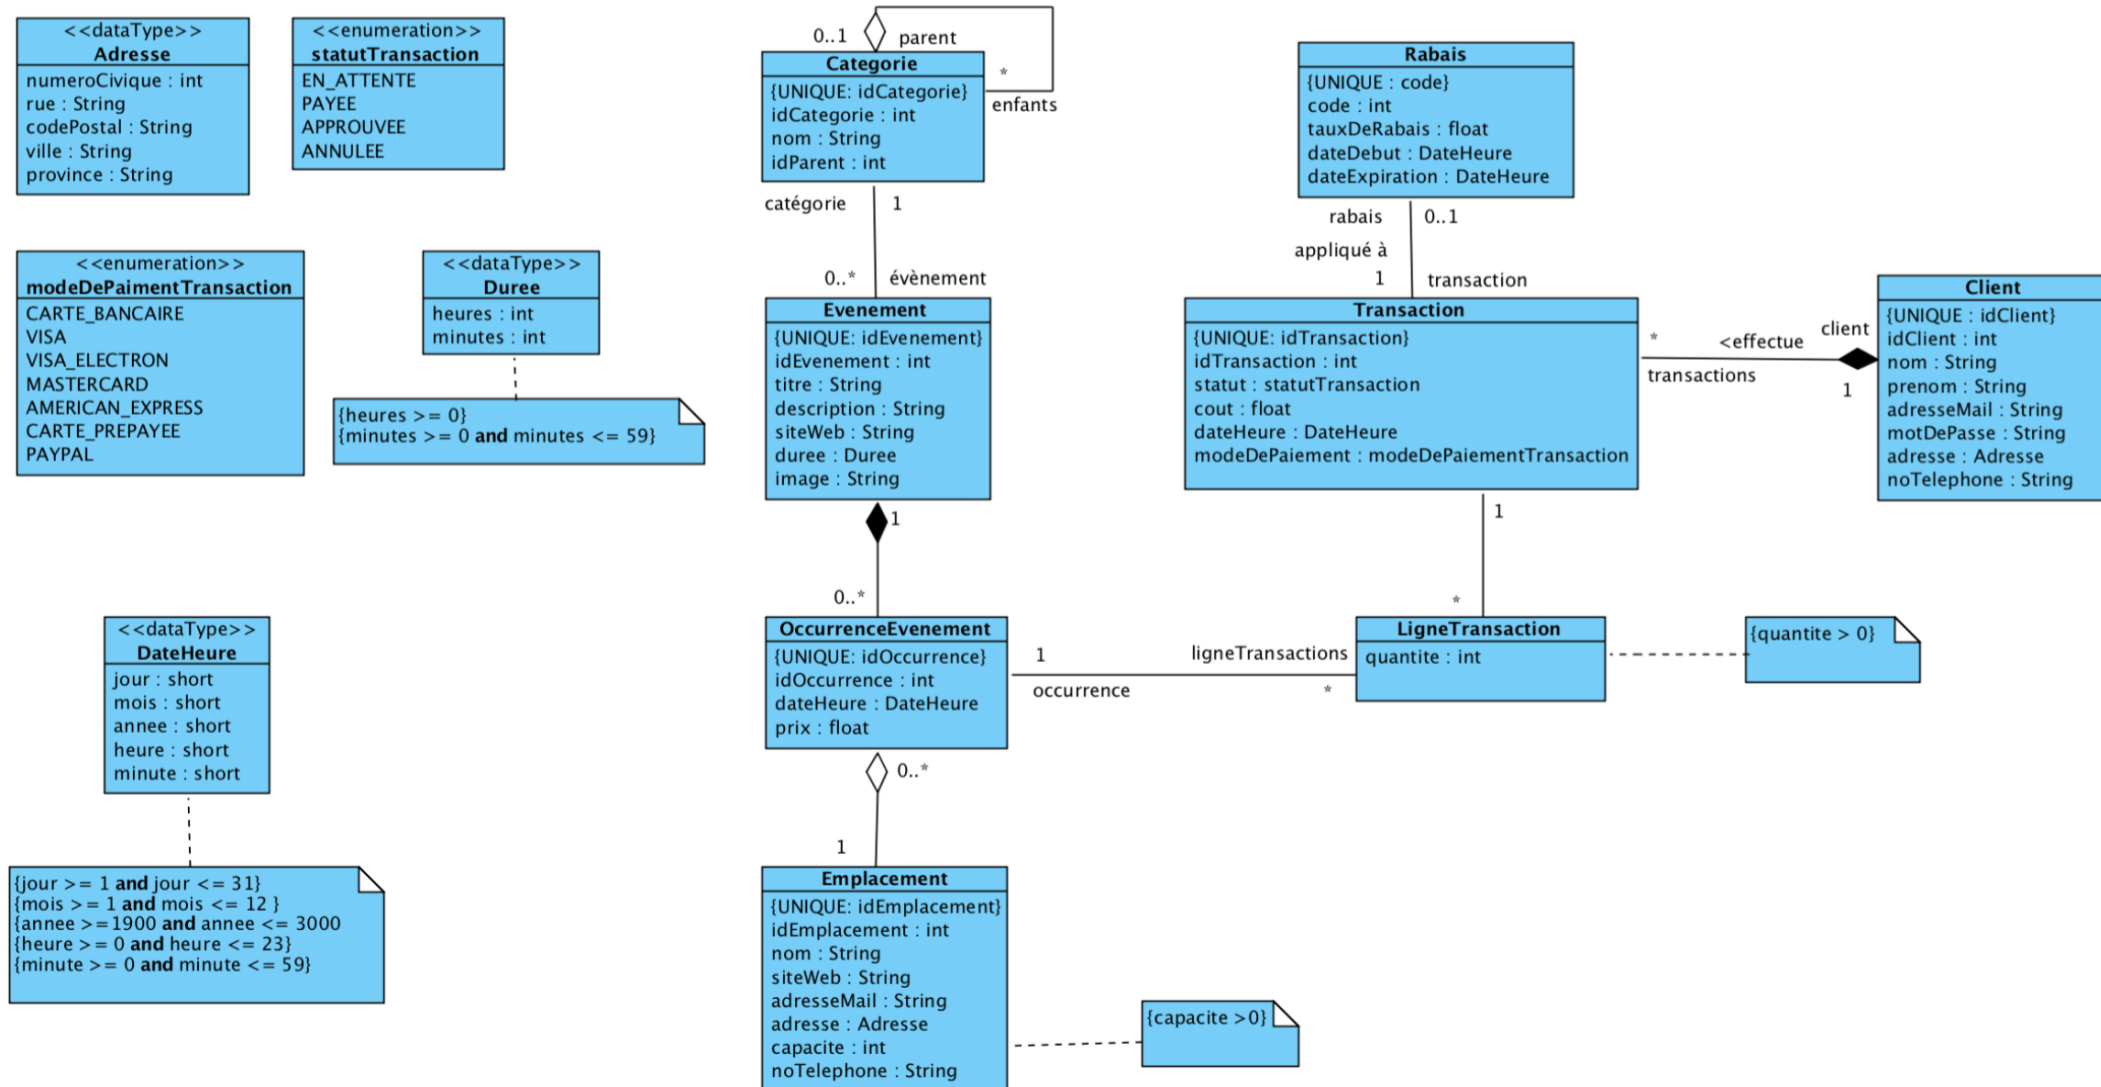 <<dataType>>
Adresse
numeroCivique : int
rue : String
codePostal : String
ville : String
province : String
<<enumeration>>
statutTransaction
EN_ATTENTE
PAYEE
APPROUVEE
ANNULEE
0..1
parent
*
enfants
Categorie
{UNIQUE: idCategorie}
idCategorie : int
nom : String
idParent : int
catégorie
1
0..*
évènement
Rabais
{UNIQUE : code}
code : int
tauxDeRabais : float
dateDebut : DateHeure
dateExpiration : DateHeure
rabais
0..1
appliqué à
1
transaction
<<enumeration>>
modeDePaimentTransaction
CARTE_BANCAIRE
VISA
VISA_ELECTRON
MASTERCARD
AMERICAN_EXPRESS
CARTE_PREPAYEE
PAYPAL
<<dataType>>
Duree
heures : int
minutes : int
{heures >= 0}
{minutes >= 0 and minutes <= 59}
Evenement
{UNIQUE: idEvenement}
idEvenement : int
titre : String
description : String
siteWeb : String
duree : Duree
image : String
1
0..*
Transaction
{UNIQUE: idTransaction}
idTransaction : int
statut : statutTransaction
cout : float
dateHeure : DateHeure
modeDePaiement : modeDePaiementTransaction
*
<effectue
client
transactions
1
Client
{UNIQUE : idClient}
idClient : int
nom : String
prenom : String
adresseMail : String
motDePasse : String
adresse : Adresse
noTelephone : String
1
*
<<dataType>>
DateHeure
jour : short
mois : short
annee : short
heure : short
minute : short
{jour >= 1 and jour <= 31}
{mois >= 1 and mois <= 12 }
{annee >=1900 and annee <= 3000
{heure >= 0 and heure <= 23}
{minute >= 0 and minute <= 59}
OccurrenceEvenement
{UNIQUE: idOccurrence}
idOccurrence : int
dateHeure : DateHeure
prix : float
1
ligneTransactions
occurrence
*
LigneTransaction
quantite : int
{quantite > 0}
0..*
1
Emplacement
{UNIQUE: idEmplacement}
idEmplacement : int
nom : String
siteWeb : String
adresseMail : String
adresse : Adresse
capacite : int
noTelephone : String
{capacite >0}